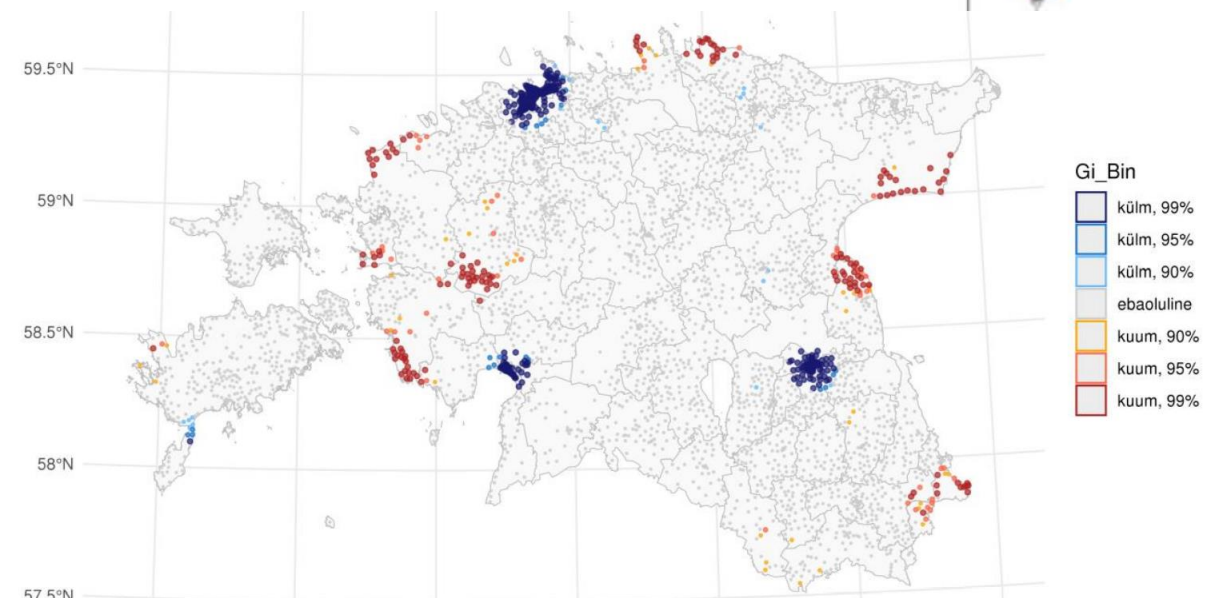 59.5°N
59°N
58.5°N
58°N
57.5°N
Gi_Bin
külm, 99%
külm, 95%
külm, 90%
ebaoluline
kuum, 90%
kuum, 95%
kuum, 99%